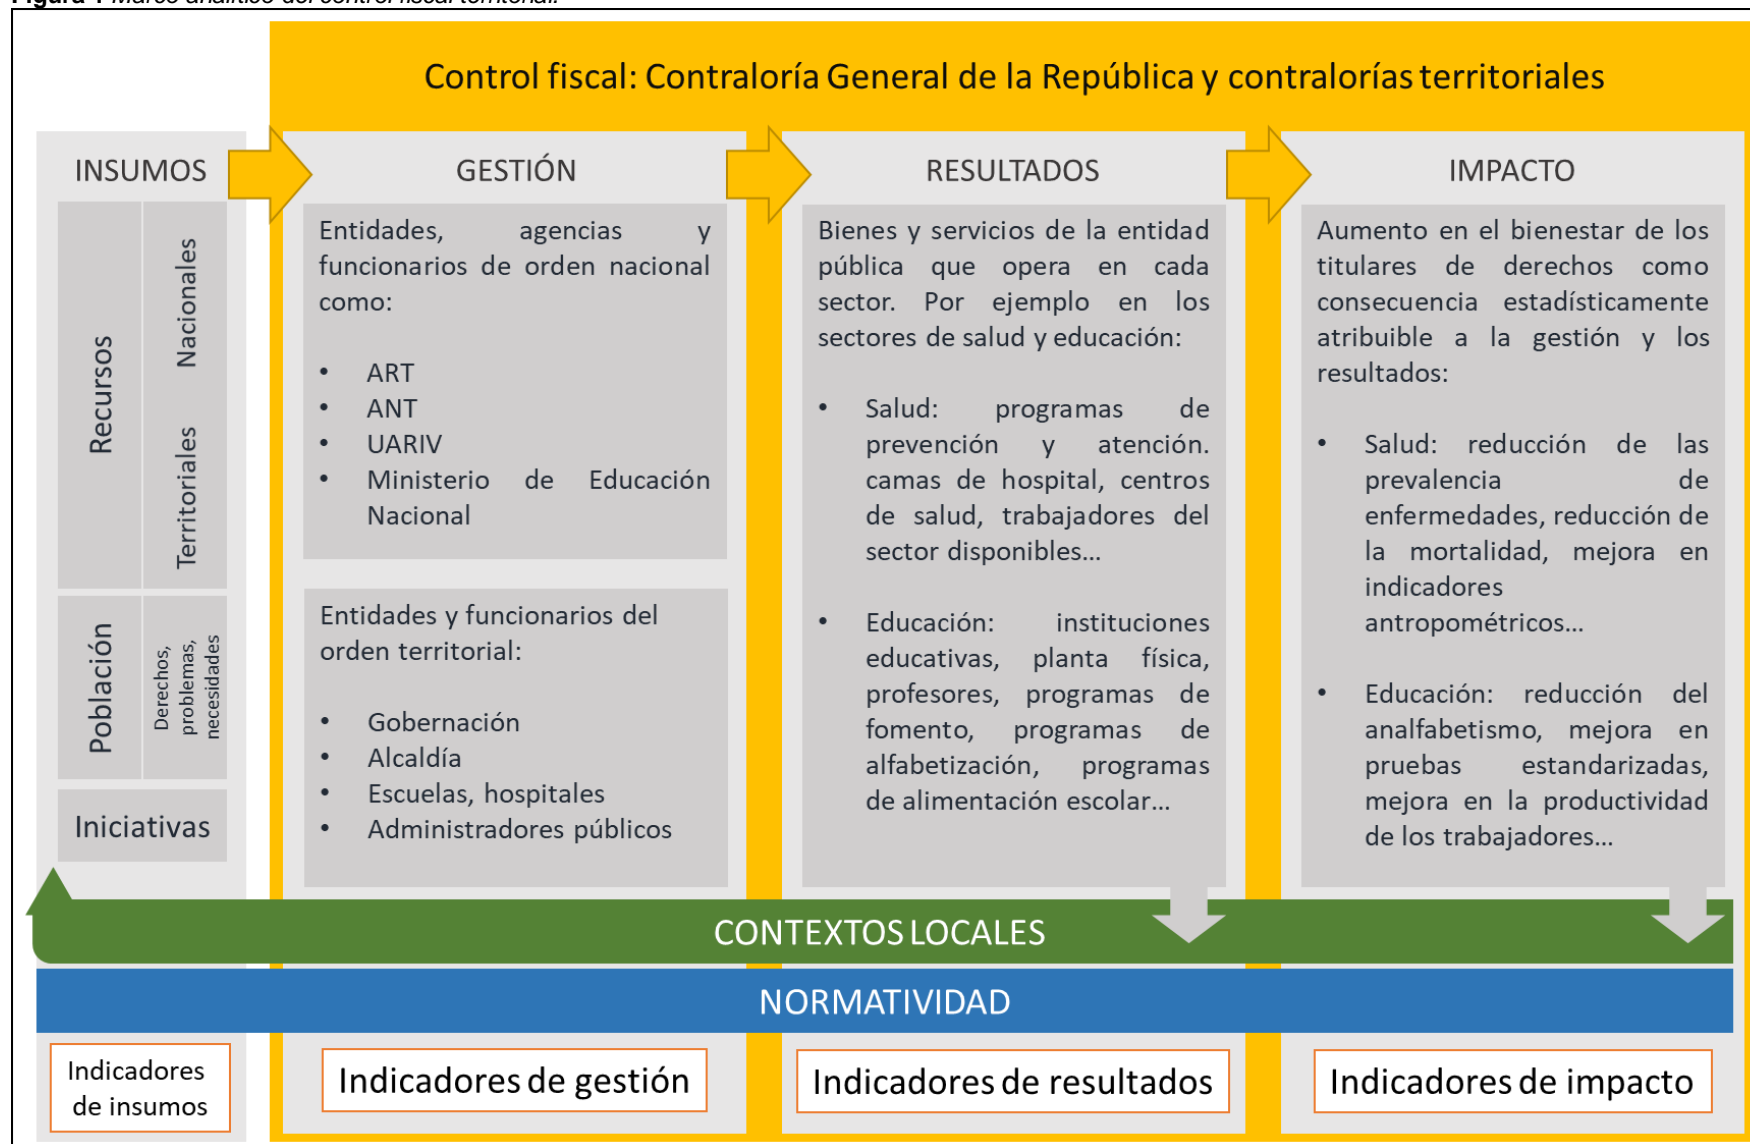 Figura 1 Marco analítico del control fiscal territorial.
Control fiscal: Contraloría General de la República y contralorías territoriales
INSUMOS
Recursos
Nacionales
Territoriales
Población
Derechos,
problemas,
necesidades
Iniciativas
GESTIÓN
Entidades, agencias y
funcionarios de orden nacional
como:
• ART
• ANT
• UARIV
• Ministerio de Educación
Nacional
Entidades y funcionarios del
orden territorial:
• Gobernación
• Alcaldía
• Escuelas, hospitales
• Administradores públicos
RESULTADOS
Bienes y servicios de la entidad
pública que opera en cada
sector. Por ejemplo en los
sectores de salud y educación:
• Salud: programas de
prevención y atención.
camas de hospital, centros
de salud, trabajadores del
sector disponibles…
• Educación: instituciones
educativas, planta física,
profesores, programas de
fomento, programas de
alfabetización, programas
de alimentación escolar…
IMPACTO
Aumento en el bienestar de los
titulares de derechos como
consecuencia estadísticamente
atribuible a la gestión y los
resultados:
• Salud: reducción de las
prevalencia de
enfermedades, reducción de
la mortalidad, mejora en
indicadores
antropométricos…
• Educación: reducción del
analfabetismo, mejora en
pruebas estandarizadas,
mejora en la productividad
de los trabajadores…
CONTEXTOS LOCALES
NORMATIVIDAD
Indicadores
de insumos
Indicadores de gestión
Indicadores de resultados
Indicadores de impacto